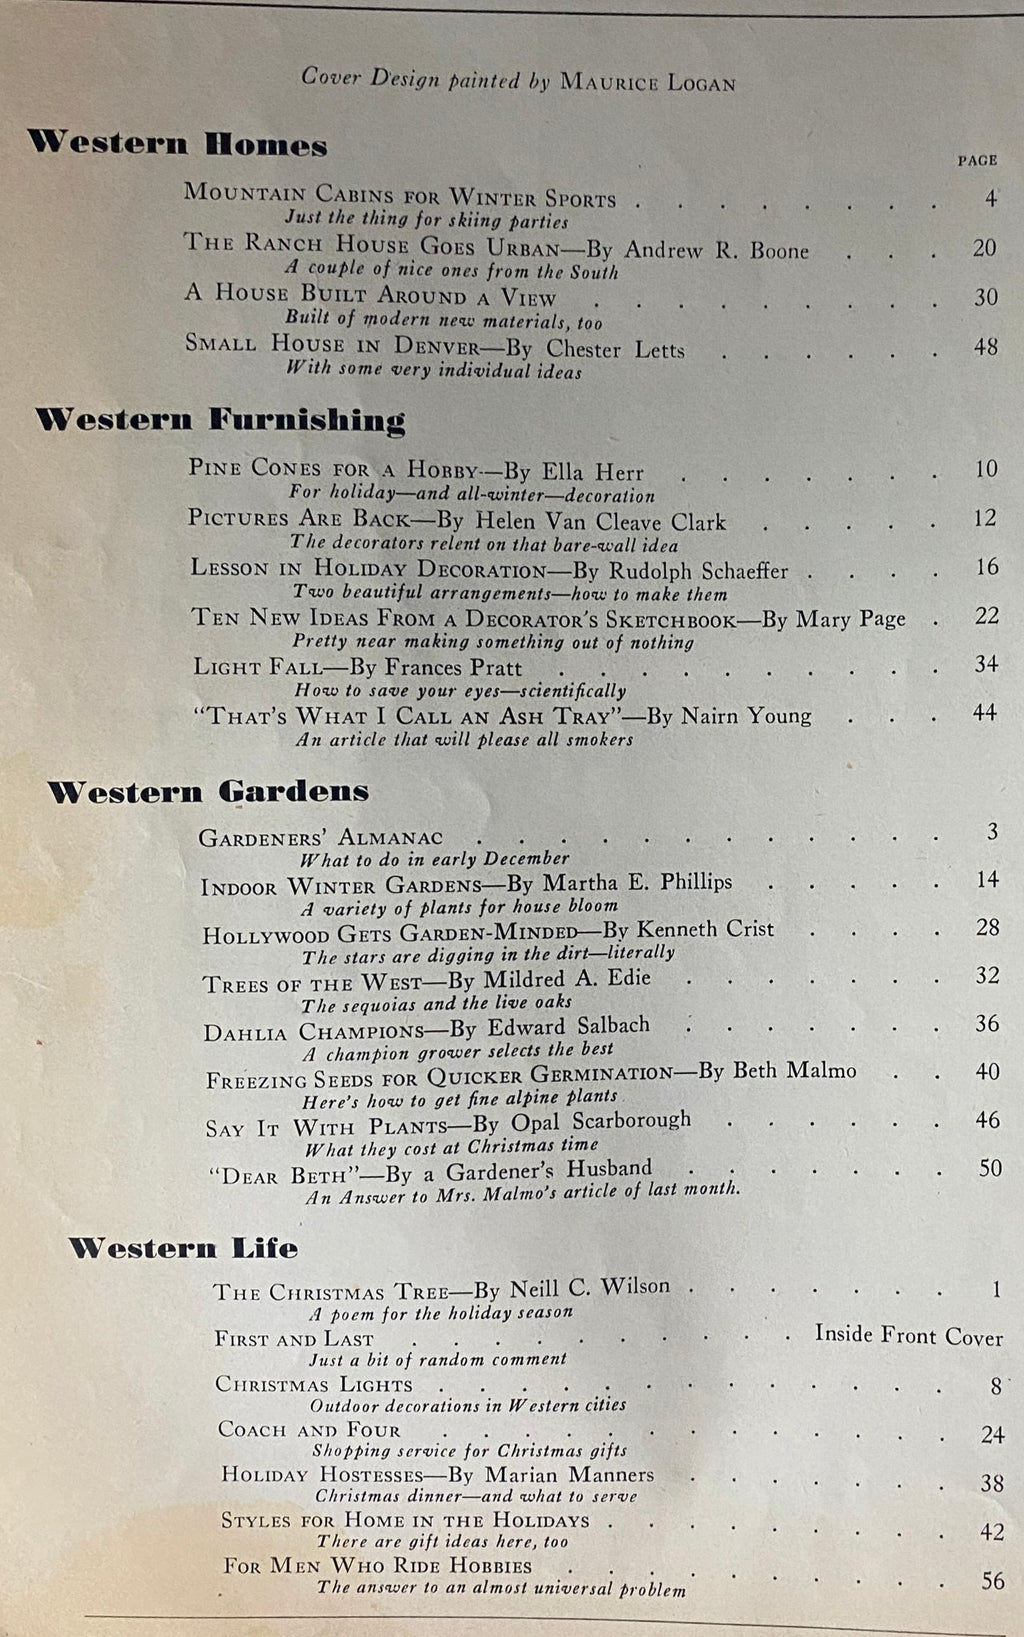 Cover Design painted by MAURICE LOGAN
Western Homes
PAGE
MOUNTAIN CABINS FOR WINTER SPORTS . . . . . . . . 4
Just the thing for skiing parties
THE RANCH HOUSE GOES URBAN—By Andrew R. Boone . . . 20
A couple of nice ones from the South
A HOUSE BUILT AROUND A VIEW . . . . . . . . . 30
Built of modern new materials, too
SMALL HOUSE IN DENVER—By Chester Letts . . . . . . 48
With some very individual ideas
Western Furnishing
PINE CONES FOR A HOBBY—By Ella Herr . . . . . . . 10
For holiday—and all-winter—decoration
PICTURES ARE BACK—By Helen Van Cleave Clark . . . . . 12
The decorators relent on that bare-wall idea
LESSON IN HOLIDAY DECORATION—By Rudolph Schaeffer . . . . 16
Two beautiful arrangements—how to make them
TEN NEW IDEAS FROM A DECORATOR'S SKETCHBOOK—By Mary Page . 22
Pretty near making something out of nothing
LIGHT FALL—By Frances Pratt . . . . . . . . . . 34
How to save your eyes—scientifically
"THAT'S WHAT I CALL AN ASH TRAY"—By Nairn Young . . . 44
An article that will please all smokers
Western Gardens
GARDENERS' ALMANAC . . . . . . . . . . . . 3
What to do in early December
INDOOR WINTER GARDENS—By Martha E. Phillips . . . . . 14
A variety of plants for house bloom
HOLLYWOOD GETS GARDEN-MINDED—By Kenneth Crist . . . . 28
The stars are digging in the dirt—literally
TREES OF THE WEST—By Mildred A. Edie . . . . . . . 32
The sequoias and the live oaks
DAHLIA CHAMPIONS—By Edward Salbach . . . . . . . 36
A champion grower selects the best
FREEZING SEEDS FOR QUICKER GERMINATION—By Beth Malmo . . 40
Here's how to get fine alpine plants
SAY IT WITH PLANTS—By Opal Scarborough . . . . . . 46
What they cost at Christmas time
"DEAR BETH"—By a Gardener's Husband . . . . . . . 50
An Answer to Mrs. Malmo's article of last month.
Western Life
THE CHRISTMAS TREE—By Neill C. Wilson . . . . . . . 1
A poem for the holiday season
FIRST AND LAST . . . . . . . . . . Inside Front Cover
Just a bit of random comment
CHRISTMAS LIGHTS . . . . . . . . . . . . . 8
Outdoor decorations in Western cities
COACH AND FOUR . . . . . . . . . . . . . 24
Shopping service for Christmas gifts
HOLIDAY HOSTESSES—By Marian Manners . . . . . . . 38
Christmas dinner—and what to serve
STYLES FOR HOME IN THE HOLIDAYS . . . . . . . . . 42
There are gift ideas here, too
FOR MEN WHO RIDE HOBBIES . . . . . . . . . . 56
The answer to an almost universal problem